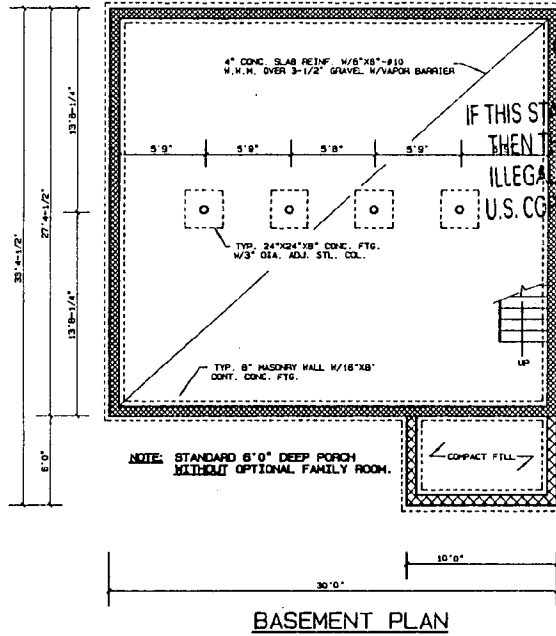 4" CONC. SLAB REINF. W/6"X6"-#10
W.W.M. OVER 3-1/2" GRAVEL W/VAPOR BARRIER
IF THIS
THEN
ILLEGA
U.S. CO
13'8-1/4"
27'4-1/2"
33'4-1/2"
13'8-1/4"
6'0"
5'9"
5'9"
5'8"
5'9"
TYP. 24"X24"X8" CONC. FTG.
W/3" DIA. ADJ. STL. COL.
UP
TYP. 8" MASONRY WALL W/16"X8"
CONT. CONC. FTG.
NOTE: STANDARD 6'0" DEEP PORCH
WITHOUT OPTIONAL FAMILY ROOM.
COMPACT FILL
10'0"
30'0"
BASEMENT PLAN